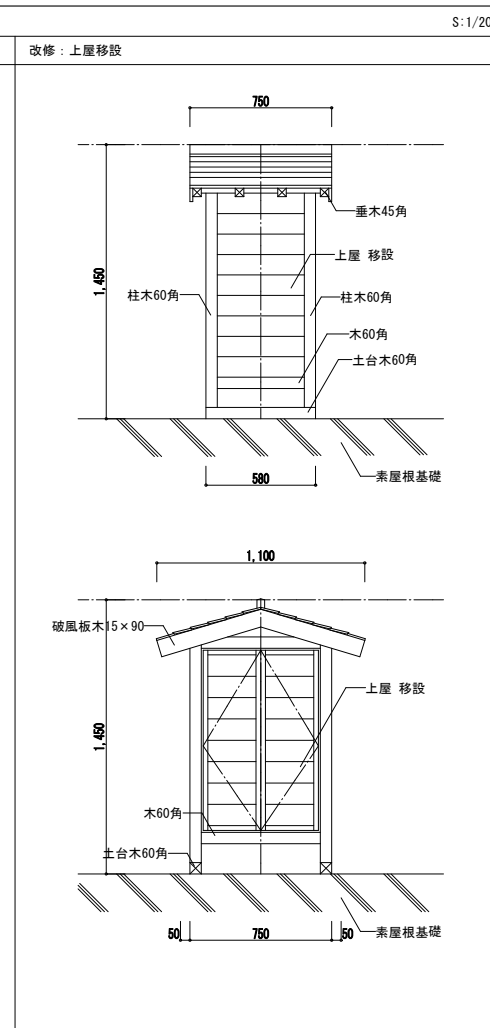 S:1/20
改修：上屋移設
750
垂木45角
上屋 移設
1,450
柱木60角
柱木60角
木60角
土台木60角
素屋根基礎
580
1,100
破風板木15×90
上屋 移設
1,450
木60角
土台木60角
素屋根基礎
50
750
50